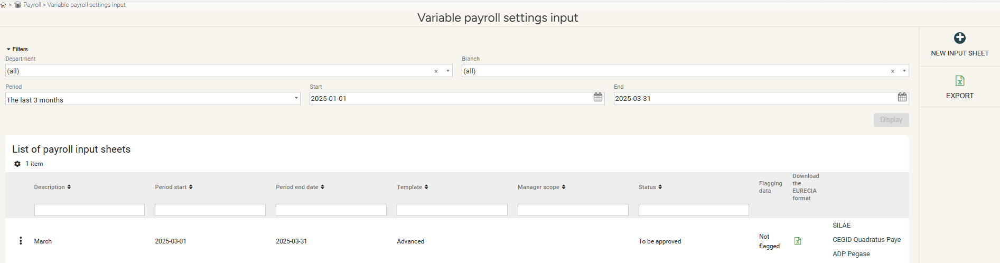 > Payroll > Variable payroll settings input
Variable payroll settings input
NEW INPUT SHEET
EXPORT
Filters
Department
Branch
(all) ×
(all) ×
Period
Start
End
The last 3 months
2025-01-01
2025-03-31
Display
List of payroll input sheets
1 item
Description
Period start
Period end date
Template
Manager scope
Status
Flagging
data
Download
the
EURECIA
format
March
2025-03-01
2025-03-31
Advanced
To be approved
Not
flagged
SILAE
CEGID Quadratus Paye
ADP Pegase